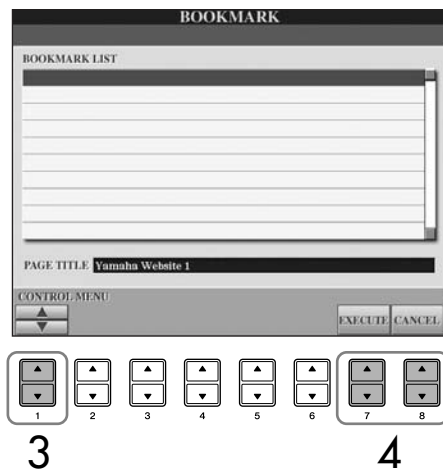 BOOKMARK
BOOKMARK LIST
PAGE TITLE Yamaha Website 1
CONTROL MENU
EXECUTE CANCEL
1 2 3 4 5 6 7 8
3 4